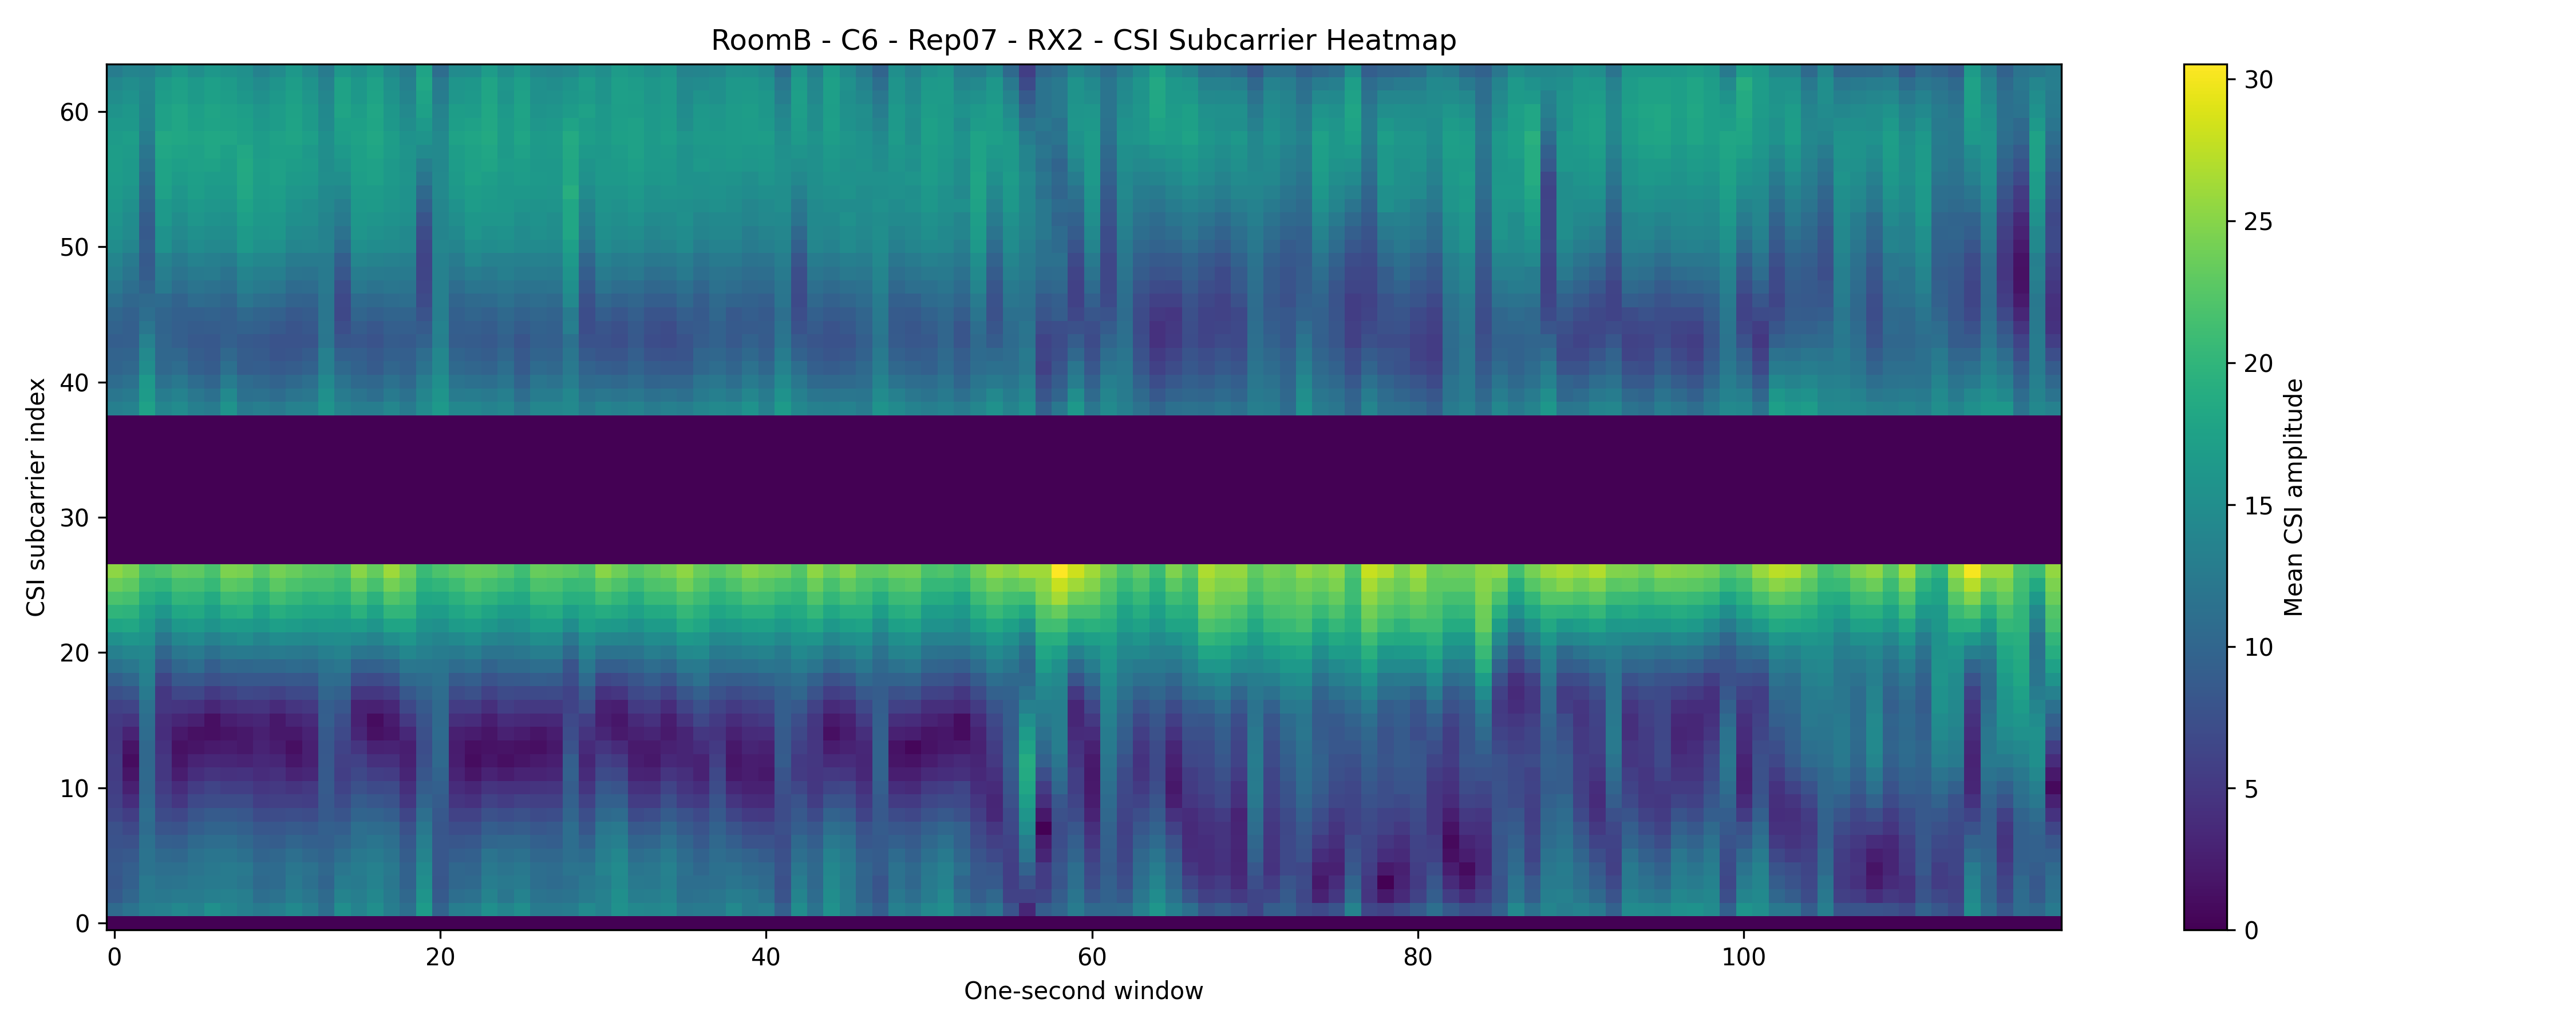 RoomB - C6 - Rep07 - RX2 - CSI Subcarrier Heatmap
CSI subcarrier index
60
50
40
30
20
10
0
0 20 40 60 80 100
One-second window
30
25
20
15
10
5
0
Mean CSI amplitude